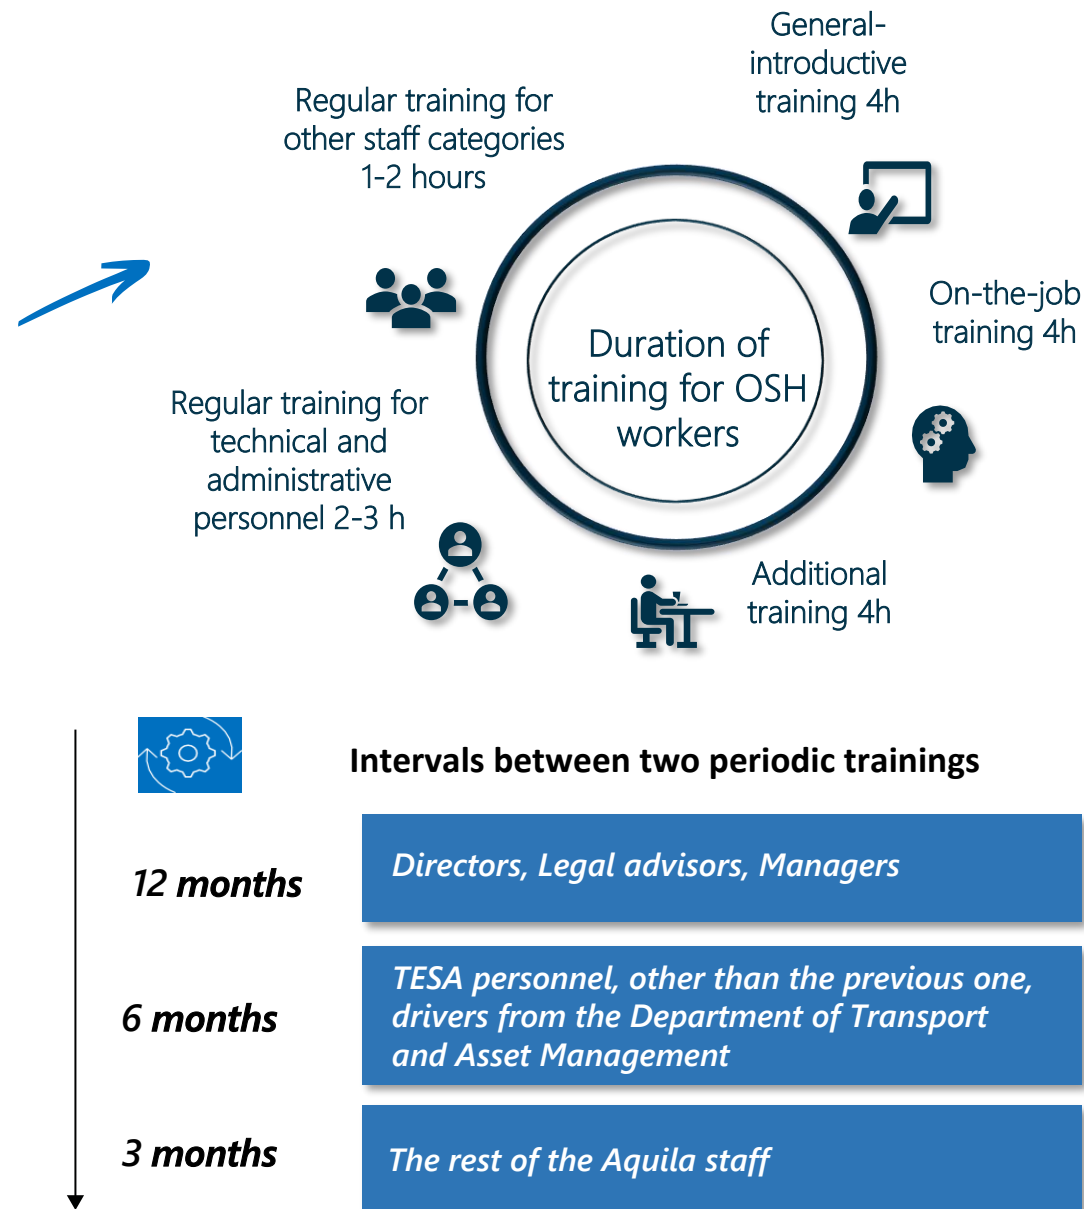 General-
introductive
training 4h
Regular training for
other staff categories
1-2 hours
On-the-job
training 4h
Duration of
training for OSH
workers
Regular training for
technical and
administrative
personnel 2-3 h
Additional
training 4h
Intervals between two periodic trainings
12 months
Directors, Legal advisors, Managers
6 months
TESA personnel, other than the previous one,
drivers from the Department of Transport
and Asset Management
3 months
The rest of the Aquila staff